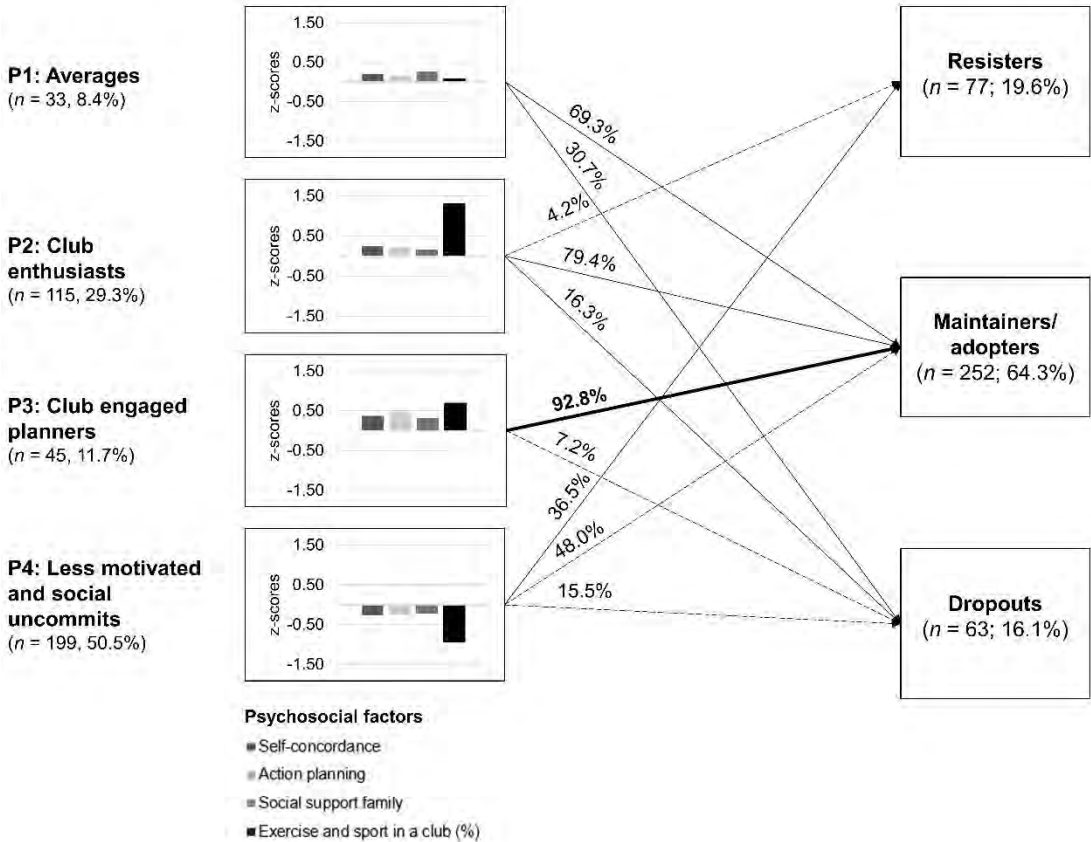 P1: Averages
(n = 33, 8.4%)
z-scores
1.50
0.50
-0.50
-1.50
P2: Club
enthusiasts
(n = 115, 29.3%)
z-scores
1.50
0.50
-0.50
-1.50
P3: Club engaged
planners
(n = 45, 11.7%)
z-scores
1.50
0.50
-0.50
-1.50
P4: Less motivated
and social
uncommits
(n = 199, 50.5%)
z-scores
1.50
0.50
-0.50
-1.50
69.3%
30.7%
4.2%
79.4%
16.3%
92.8%
7.2%
36.5%
48.0%
15.5%
Resisters
(n = 77; 19.6%)
Maintainers/
adopters
(n = 252; 64.3%)
Dropouts
(n = 63; 16.1%)
Psychosocial factors
Self-concordance
Action planning
Social support family
Exercise and sport in a club (%)